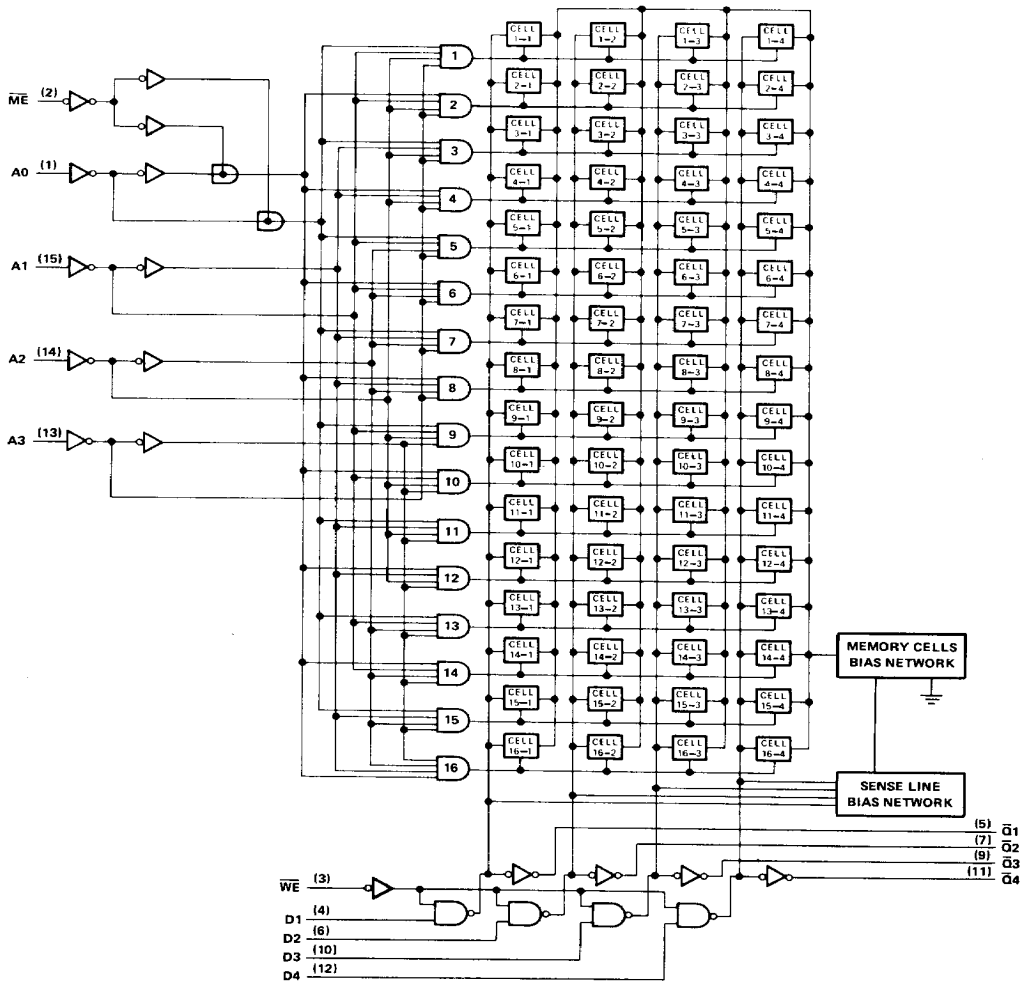 CELL 1–1 CELL 1–2 CELL 1–3 CELL 1–4
1
M̅E̅ (2)
CELL 2–1 CELL 2–2 CELL 2–3 CELL 2–4
2
CELL 3–1 CELL 3–2 CELL 3–3 CELL 3–4
3
A0 (1)
CELL 4–1 CELL 4–2 CELL 4–3 CELL 4–4
4
CELL 5–1 CELL 5–2 CELL 5–3 CELL 5–4
5
A1 (15)
CELL 6–1 CELL 6–2 CELL 6–3 CELL 6–4
6
CELL 7–1 CELL 7–2 CELL 7–3 CELL 7–4
7
A2 (14)
CELL 8–1 CELL 8–2 CELL 8–3 CELL 8–4
8
CELL 9–1 CELL 9–2 CELL 9–3 CELL 9–4
9
A3 (13)
CELL 10–1 CELL 10–2 CELL 10–3 CELL 10–4
10
CELL 11–1 CELL 11–2 CELL 11–3 CELL 11–4
11
CELL 12–1 CELL 12–2 CELL 12–3 CELL 12–4
12
CELL 13–1 CELL 13–2 CELL 13–3 CELL 13–4
13
CELL 14–1 CELL 14–2 CELL 14–3 CELL 14–4
14
MEMORY CELLS
BIAS NETWORK
CELL 15–1 CELL 15–2 CELL 15–3 CELL 15–4
15
CELL 16–1 CELL 16–2 CELL 16–3 CELL 16–4
16
SENSE LINE
BIAS NETWORK
(5) Q̅1
(7) Q̅2
(9) Q̅3
(11) Q̅4
W̅E̅ (3)
D1 (4)
D2 (6)
D3 (10)
D4 (12)